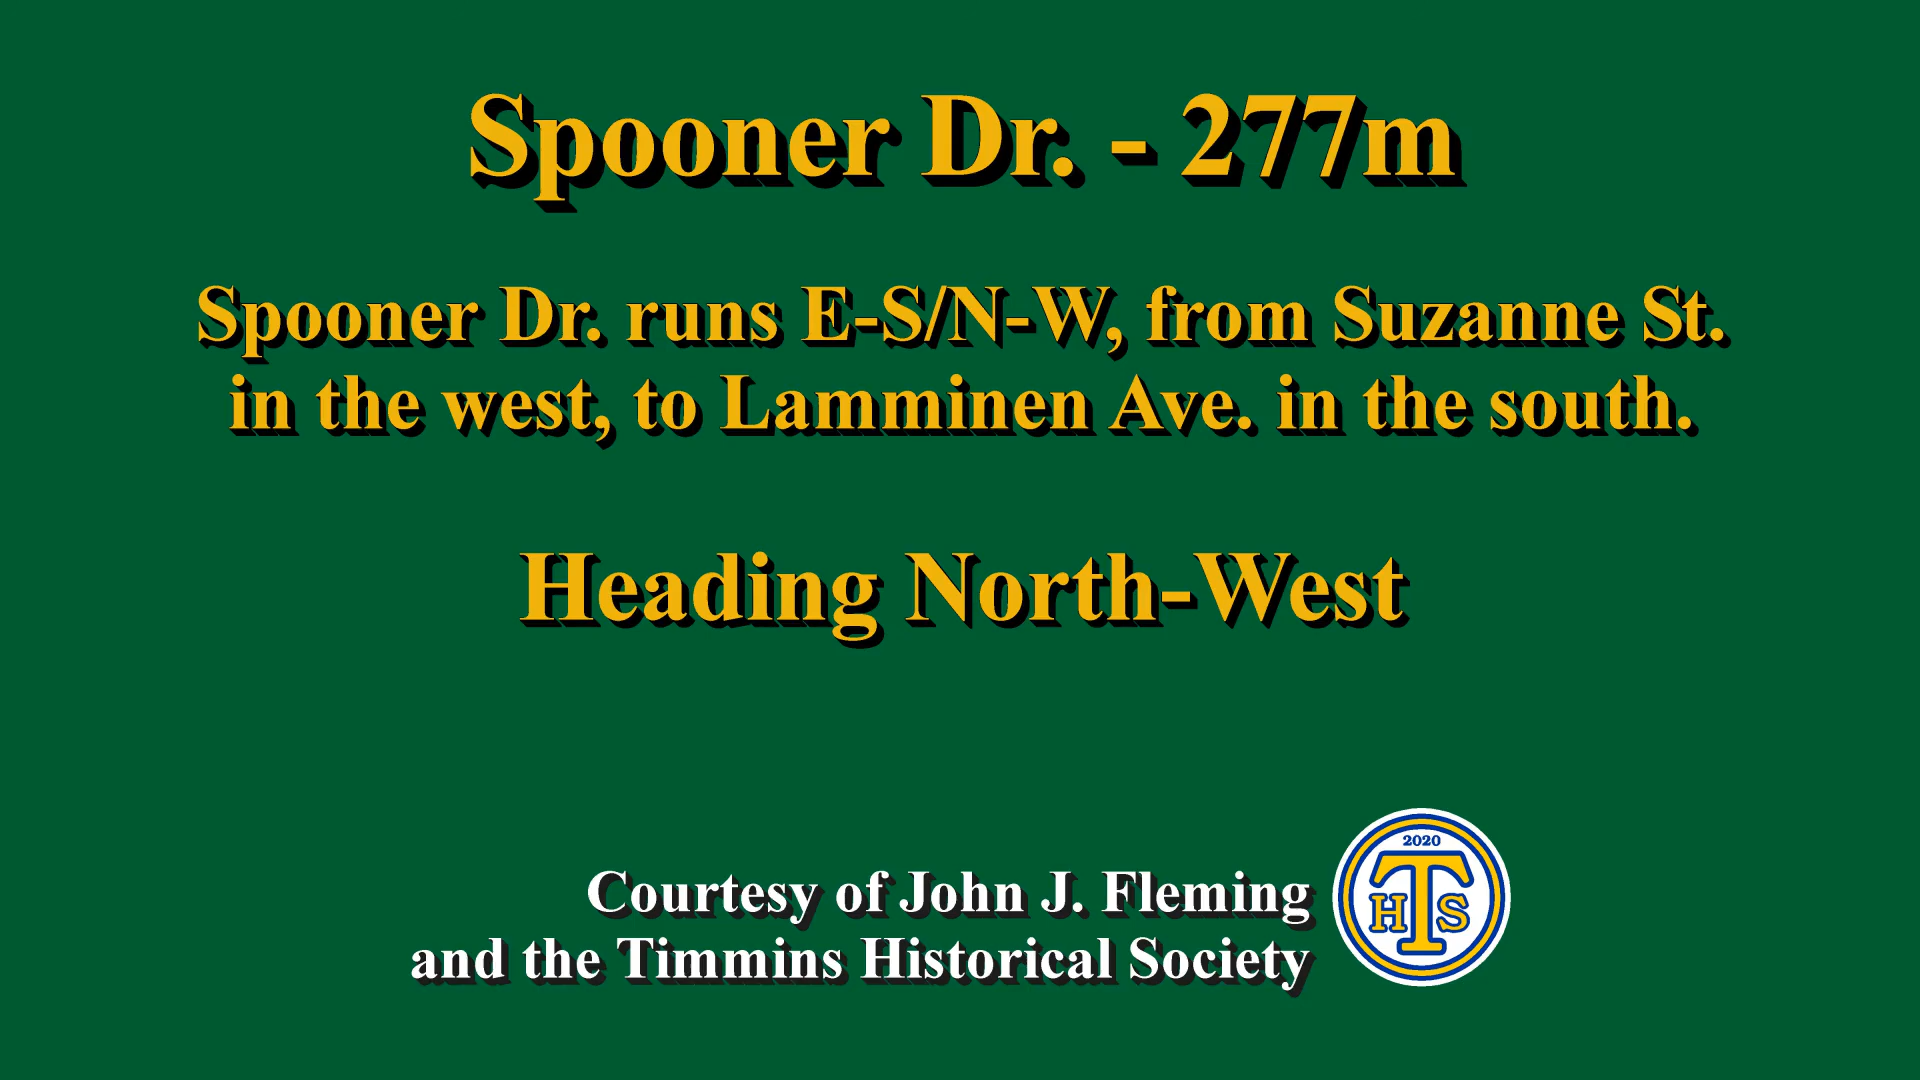 Spooner Dr. - 277m
Spooner Dr. runs E-S/N-W, from Suzanne St.
in the west, to Lamminen Ave. in the south.
Heading North-West
Courtesy of John J. Fleming
and the Timmins Historical Society
2020
HTS